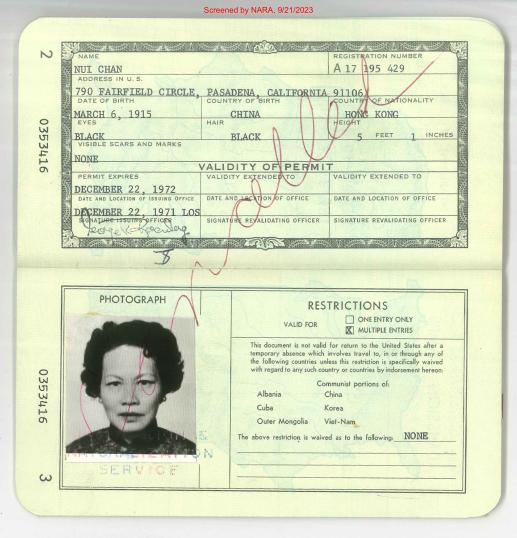 Screened by NARA, 9/21/2023
2
0353416
NAME
REGISTRATION NUMBER
NUI CHAN
A 17 195 429
ADDRESS IN U.S.
790 FAIRFIELD CIRCLE, PASADENA, CALIFORNIA 91106
DATE OF BIRTH COUNTRY OF BIRTH COUNTRY OF NATIONALITY
MARCH 6, 1915 CHINA HONG KONG
EYES HAIR HEIGHT
BLACK BLACK 5 FEET 1 INCHES
VISIBLE SCARS AND MARKS
NONE
VALIDITY OF PERMIT
PERMIT EXPIRES VALIDITY EXTENDED TO VALIDITY EXTENDED TO
DECEMBER 22, 1972
DATE AND LOCATION OF ISSUING OFFICE DATE AND LOCATION OF OFFICE DATE AND LOCATION OF OFFICE
DECEMBER 22, 1971 LOS
SIGNATURE ISSUING OFFICER SIGNATURE REVALIDATING OFFICER SIGNATURE REVALIDATING OFFICER
0353416
3
PHOTOGRAPH
NATURALIZATION
SERVICE
RESTRICTIONS
VALID FOR
ONE ENTRY ONLY
MULTIPLE ENTRIES
This document is not valid for return to the United States after a
temporary absence which involves travel to, in or through any of
the following countries unless this restriction is specifically waived
with regard to any such country or countries by indorsement hereon:
Communist portions of:
Albania China
Cuba Korea
Outer Mongolia Viet-Nam
The above restriction is waived as to the following: NONE